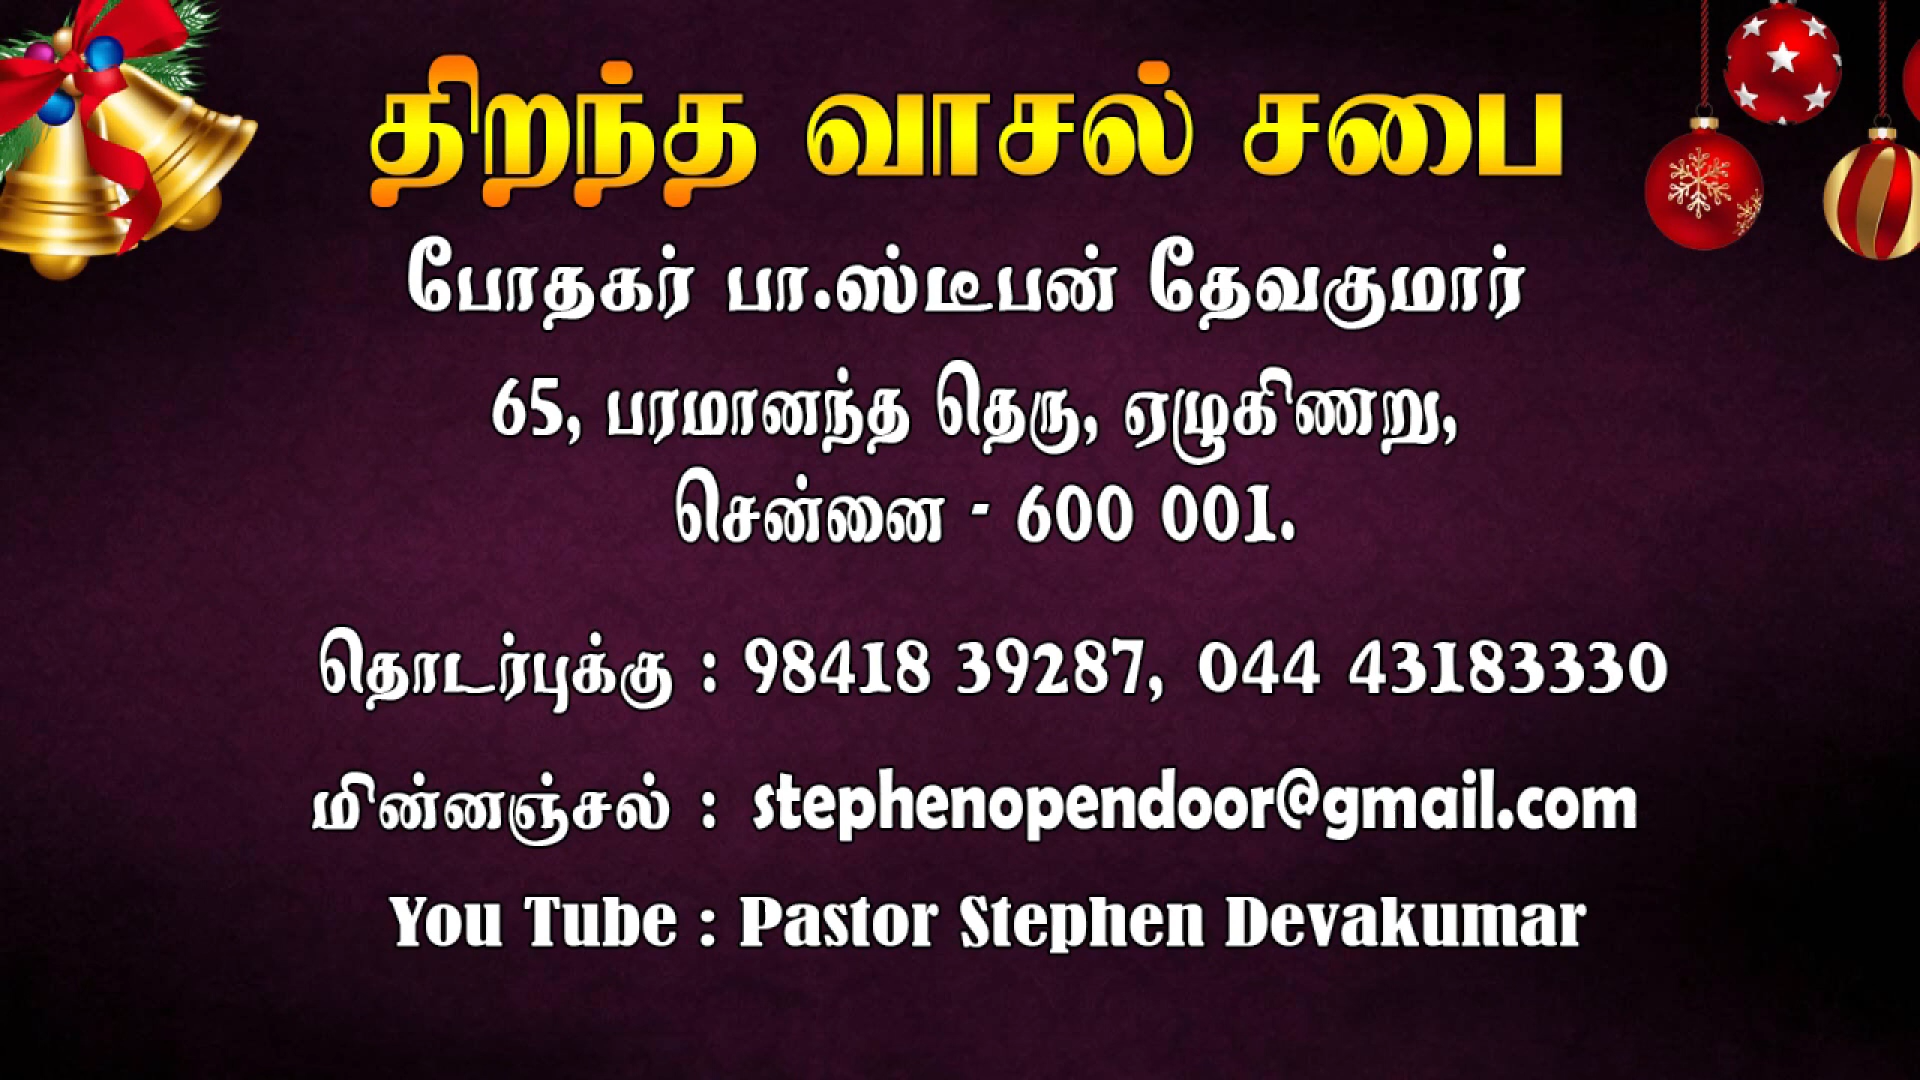 திறந்த வாசல் சபை
போதகர் பா.ஸ்டீபன் தேவகுமார்
65, பரமானந்த தெரு, ஏழுகிணறு,
சென்னை - 600 001.
தொடர்புக்கு : 98418 39287, 044 43183330
மின்னஞ்சல் : stephenopendoor@gmail.com
You Tube : Pastor Stephen Devakumar